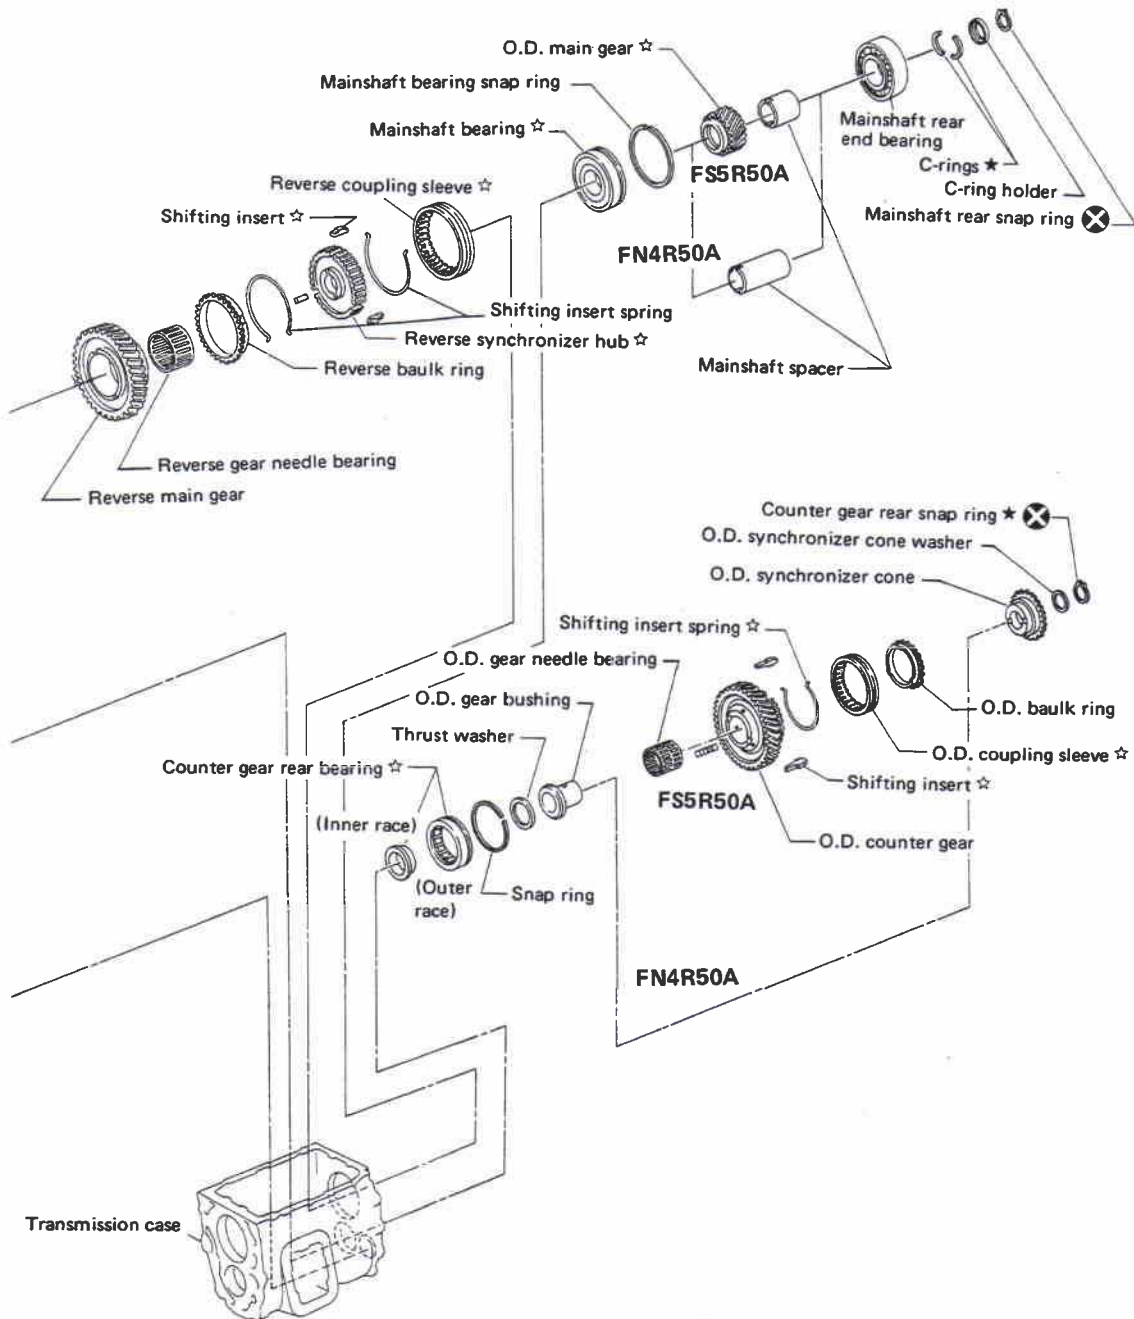 O.D. main gear ☆
Mainshaft bearing snap ring
Mainshaft bearing ☆
Mainshaft rear
end bearing
FS5R50A
C-rings ★
Reverse coupling sleeve ☆
C-ring holder
Shifting insert ☆
Mainshaft rear snap ring
FN4R50A
Shifting insert spring
Reverse synchronizer hub ☆
Mainshaft spacer
Reverse baulk ring
Reverse gear needle bearing
Reverse main gear
Counter gear rear snap ring ★
O.D. synchronizer cone washer
O.D. synchronizer cone
Shifting insert spring ☆
O.D. gear needle bearing
O.D. gear bushing
O.D. baulk ring
Thrust washer
O.D. coupling sleeve ☆
Counter gear rear bearing ☆
Shifting insert ☆
FS5R50A
(Inner race)
O.D. counter gear
(Outer
race)
Snap ring
FN4R50A
Transmission case